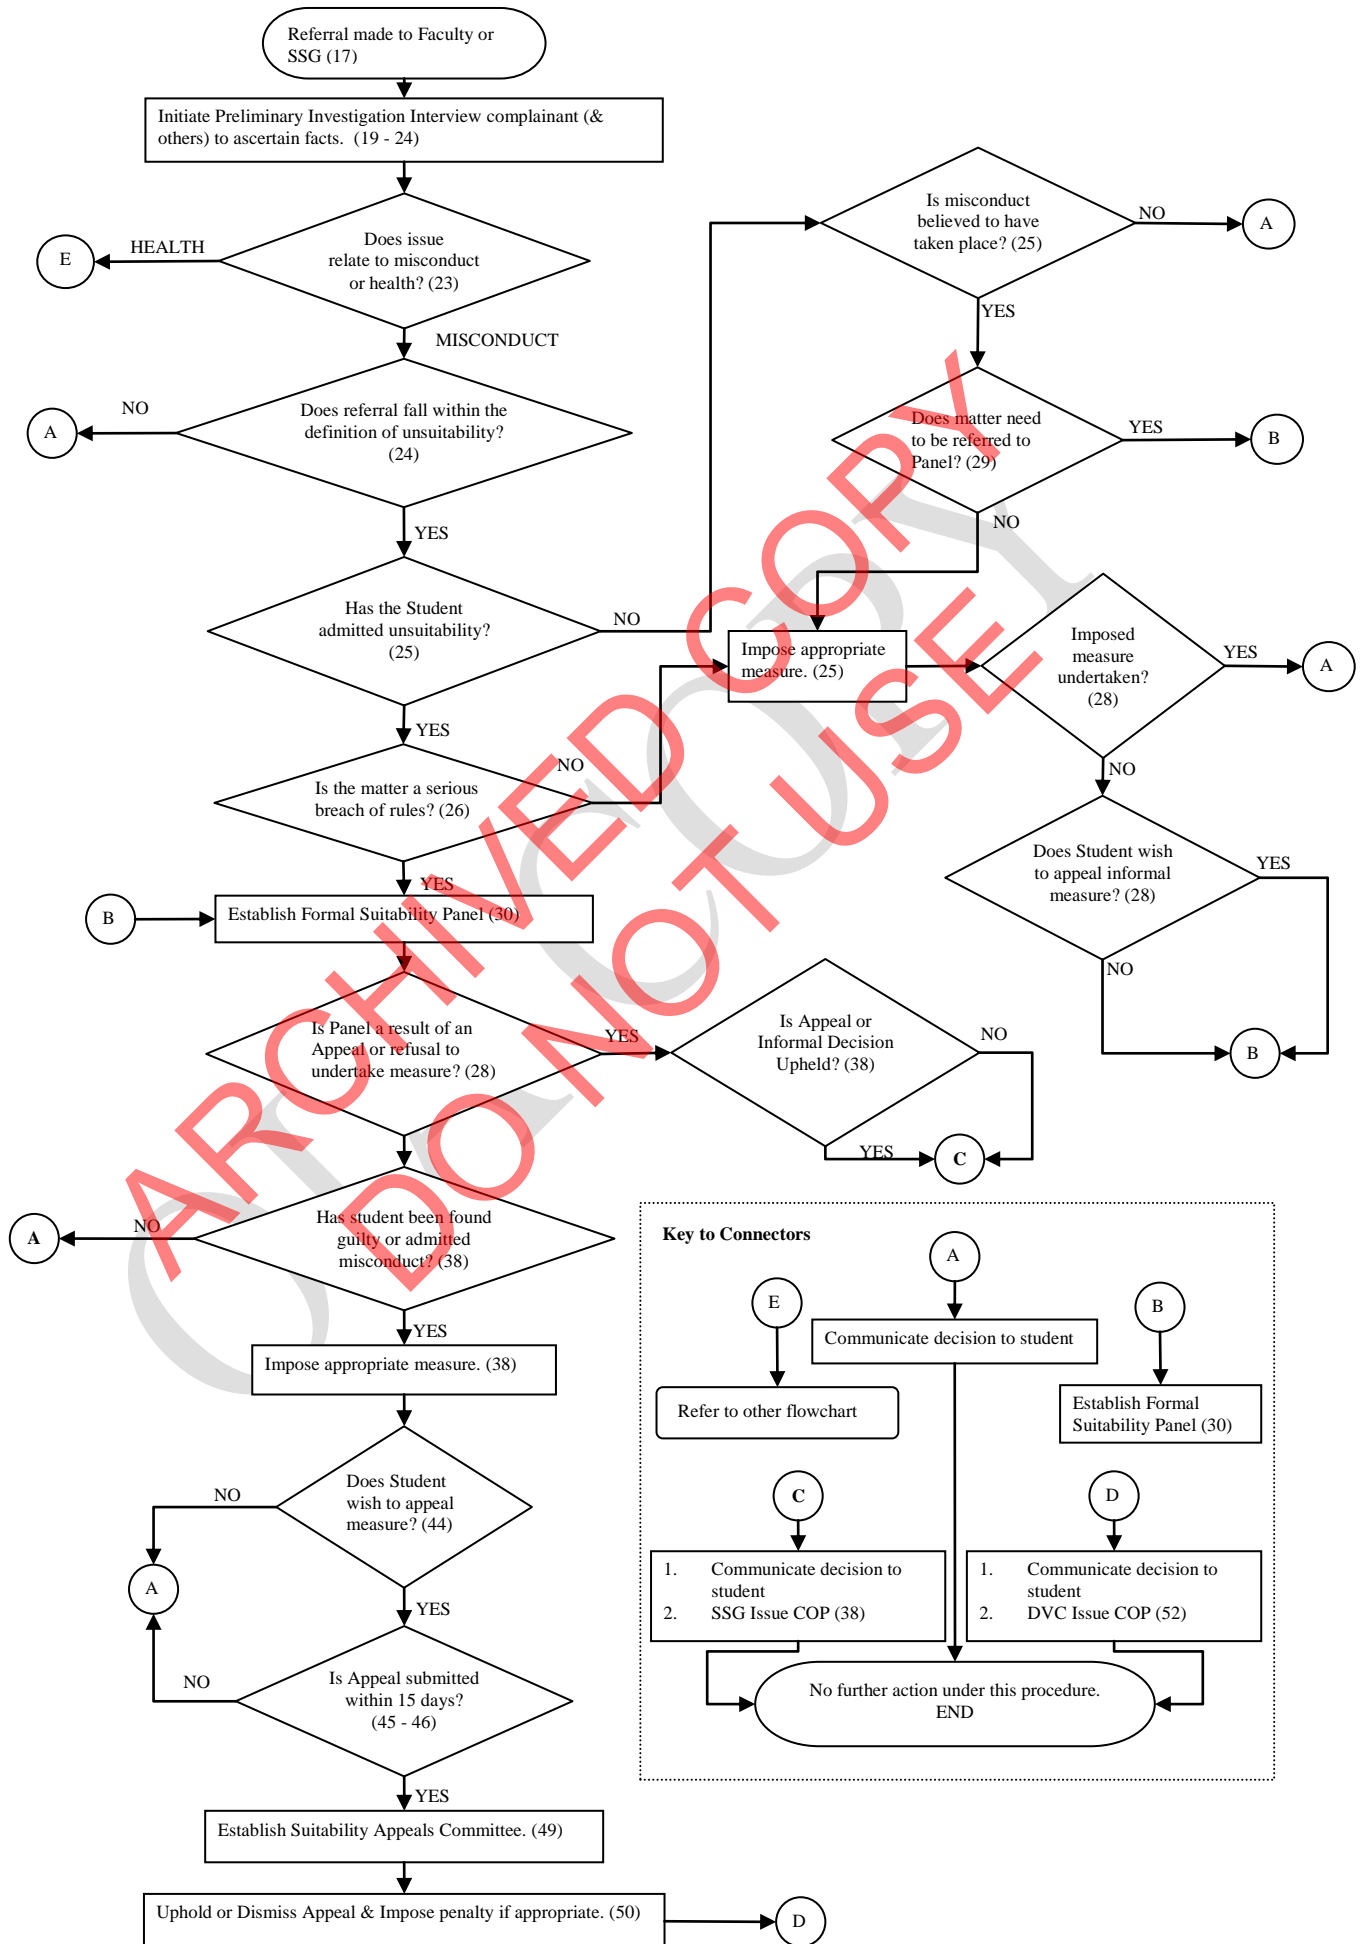 Referral made to Faculty or
SSG (17)
Initiate Preliminary Investigation Interview complainant (&
others) to ascertain facts.  (19 - 24)
Does issue
relate to misconduct
or health? (23)
HEALTH
E
MISCONDUCT
Does referral fall within the
definition of unsuitability?
(24)
NO
A
YES
Has the Student
admitted unsuitability?
(25)
NO
YES
Is the matter a serious
breach of rules? (26)
NO
YES
Is misconduct
believed to have
taken place? (25)
NO
A
YES
Does matter need
to be referred to
Panel? (29)
YES
B
NO
Impose appropriate
measure. (25)
Imposed
measure
undertaken?
(28)
YES
A
NO
Does Student wish
to appeal informal
measure? (28)
YES
NO
B
B
Establish Formal Suitability Panel (30)
Is Panel a result of an
Appeal or refusal to
undertake measure? (28)
YES
Is Appeal or
Informal Decision
Upheld? (38)
NO
YES
C
Has student been found
guilty or admitted
misconduct? (38)
NO
A
YES
Impose appropriate measure. (38)
Does Student
wish to appeal
measure? (44)
NO
A
YES
Is Appeal submitted
within 15 days?
(45 - 46)
NO
YES
Establish Suitability Appeals Committee. (49)
Uphold or Dismiss Appeal & Impose penalty if appropriate. (50)
D
Key to Connectors
A
Communicate decision to student
E
Refer to other flowchart
B
Establish Formal
Suitability Panel (30)
C
1. Communicate decision to
student
2. SSG Issue COP (38)
D
1. Communicate decision to
student
2. DVC Issue COP (52)
No further action under this procedure.
END
ARCHIVED COPY
DO NOT USE